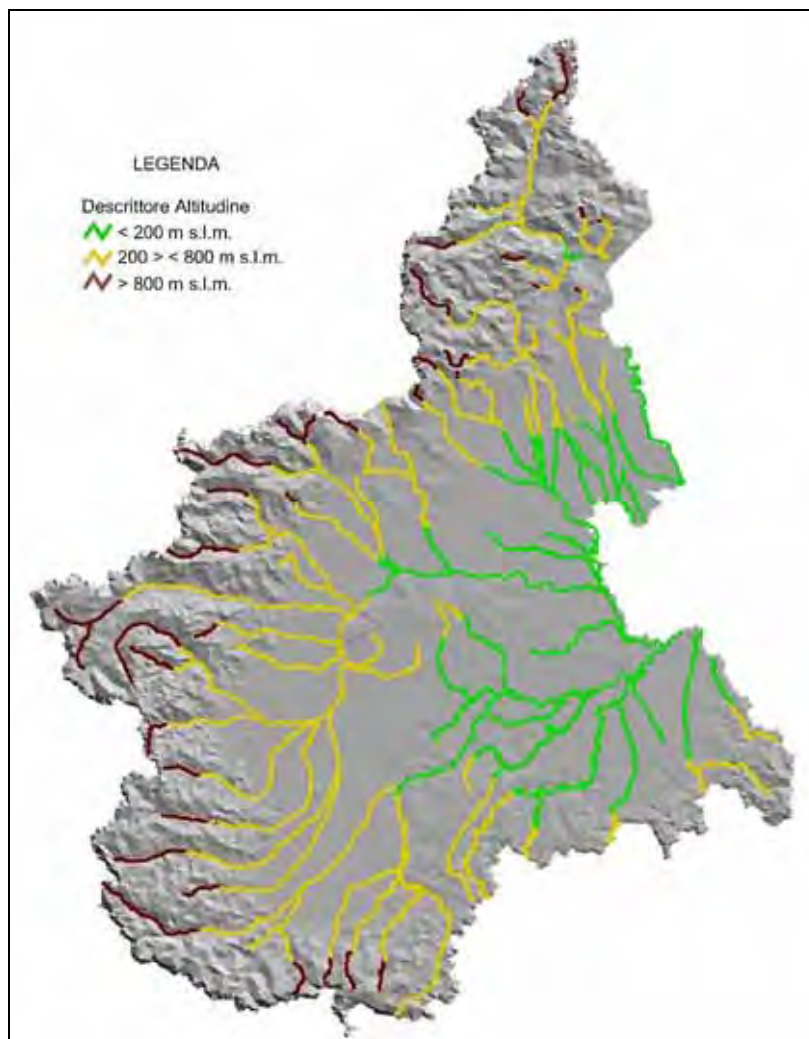 LEGENDA
Descrittore Altitudine
< 200 m s.l.m.
200 > < 800 m s.l.m.
> 800 m s.l.m.